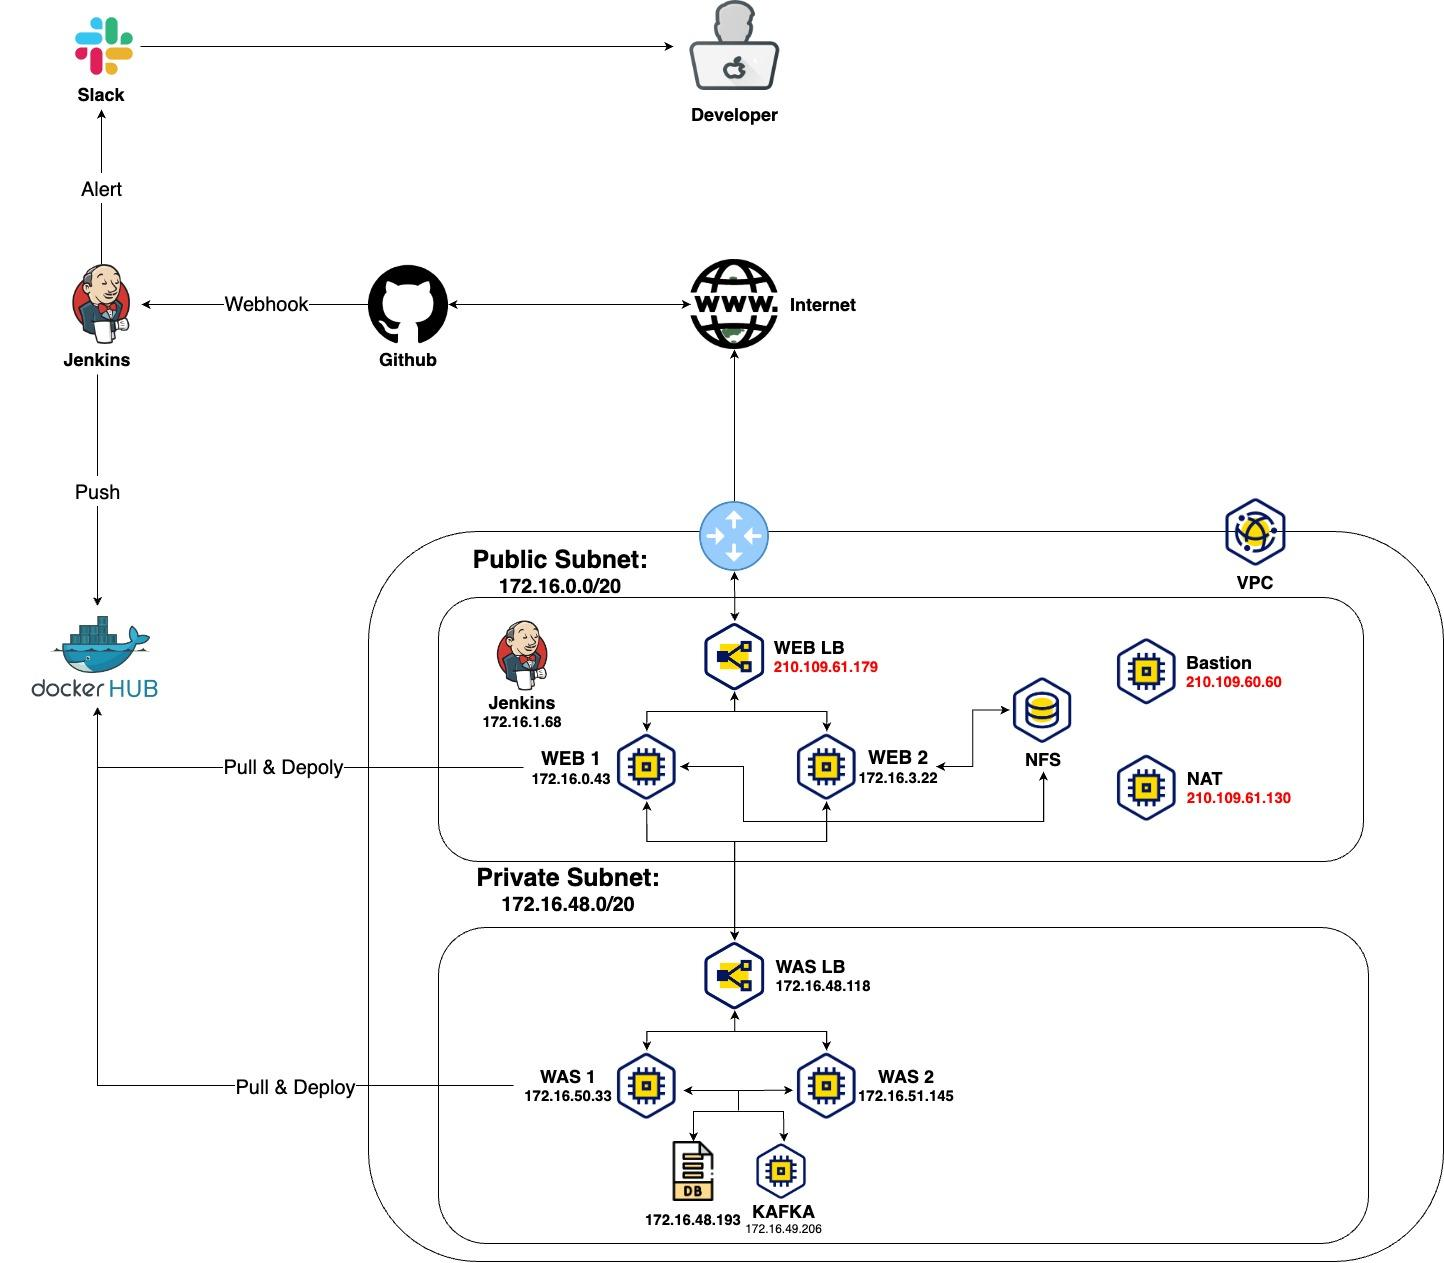 Slack
Developer
Alert
Webhook
WWW.
Internet
Jenkins
Github
Push
Public Subnet:
172.16.0.0/20
VPC
docker HUB
Jenkins
172.16.1.68
WEB LB
210.109.61.179
Bastion
210.109.60.60
WEB 1
172.16.0.43
WEB 2
172.16.3.22
NFS
NAT
210.109.61.130
Pull & Depoly
Private Subnet:
172.16.48.0/20
WAS LB
172.16.48.118
Pull & Deploy
WAS 1
172.16.50.33
WAS 2
172.16.51.145
DB
172.16.48.193
KAFKA
172.16.49.206